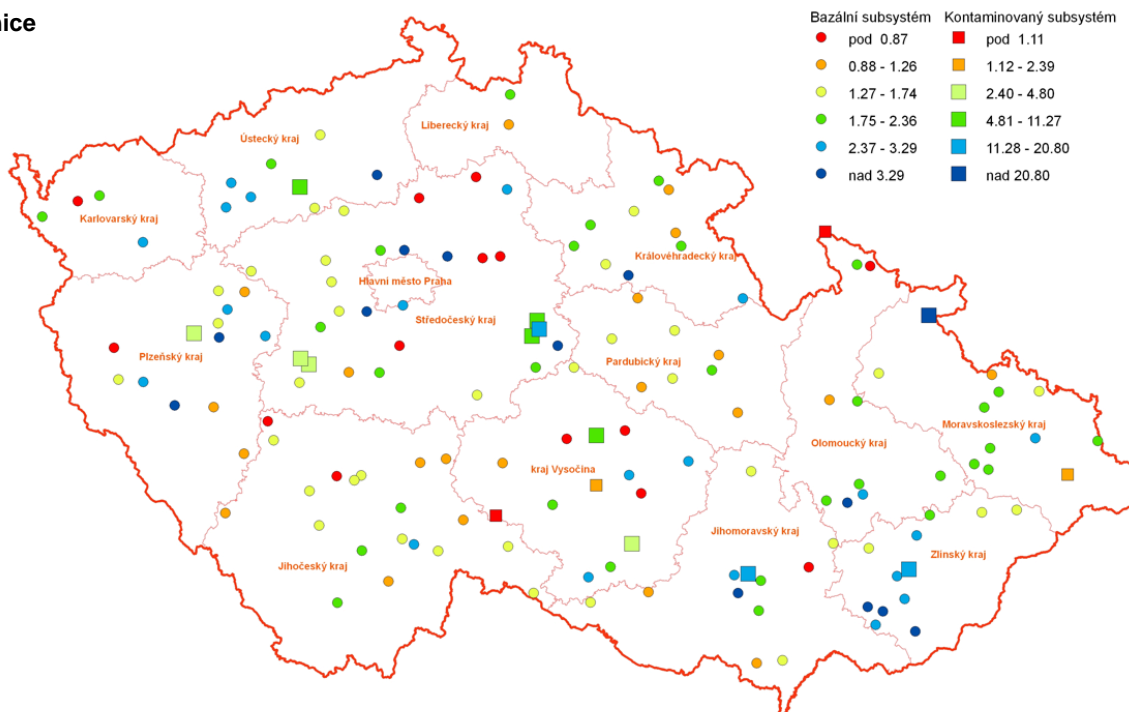 nice
Bazální subsystém Kontaminovaný subsystém
pod 0.87 pod 1.11
0.88 - 1.26 1.12 - 2.39
1.27 - 1.74 2.40 - 4.80
1.75 - 2.36 4.81 - 11.27
2.37 - 3.29 11.28 - 20.80
nad 3.29 nad 20.80
Liberecký kraj
Ústecký kraj
Karlovarský kraj
Královéhradecký kraj
Hlavní město Praha
Středočeský kraj
Plzeňský kraj
Pardubický kraj
Moravskoslezský kraj
Olomoucký kraj
kraj Vysočina
Jihomoravský kraj
Zlínský kraj
Jihočeský kraj